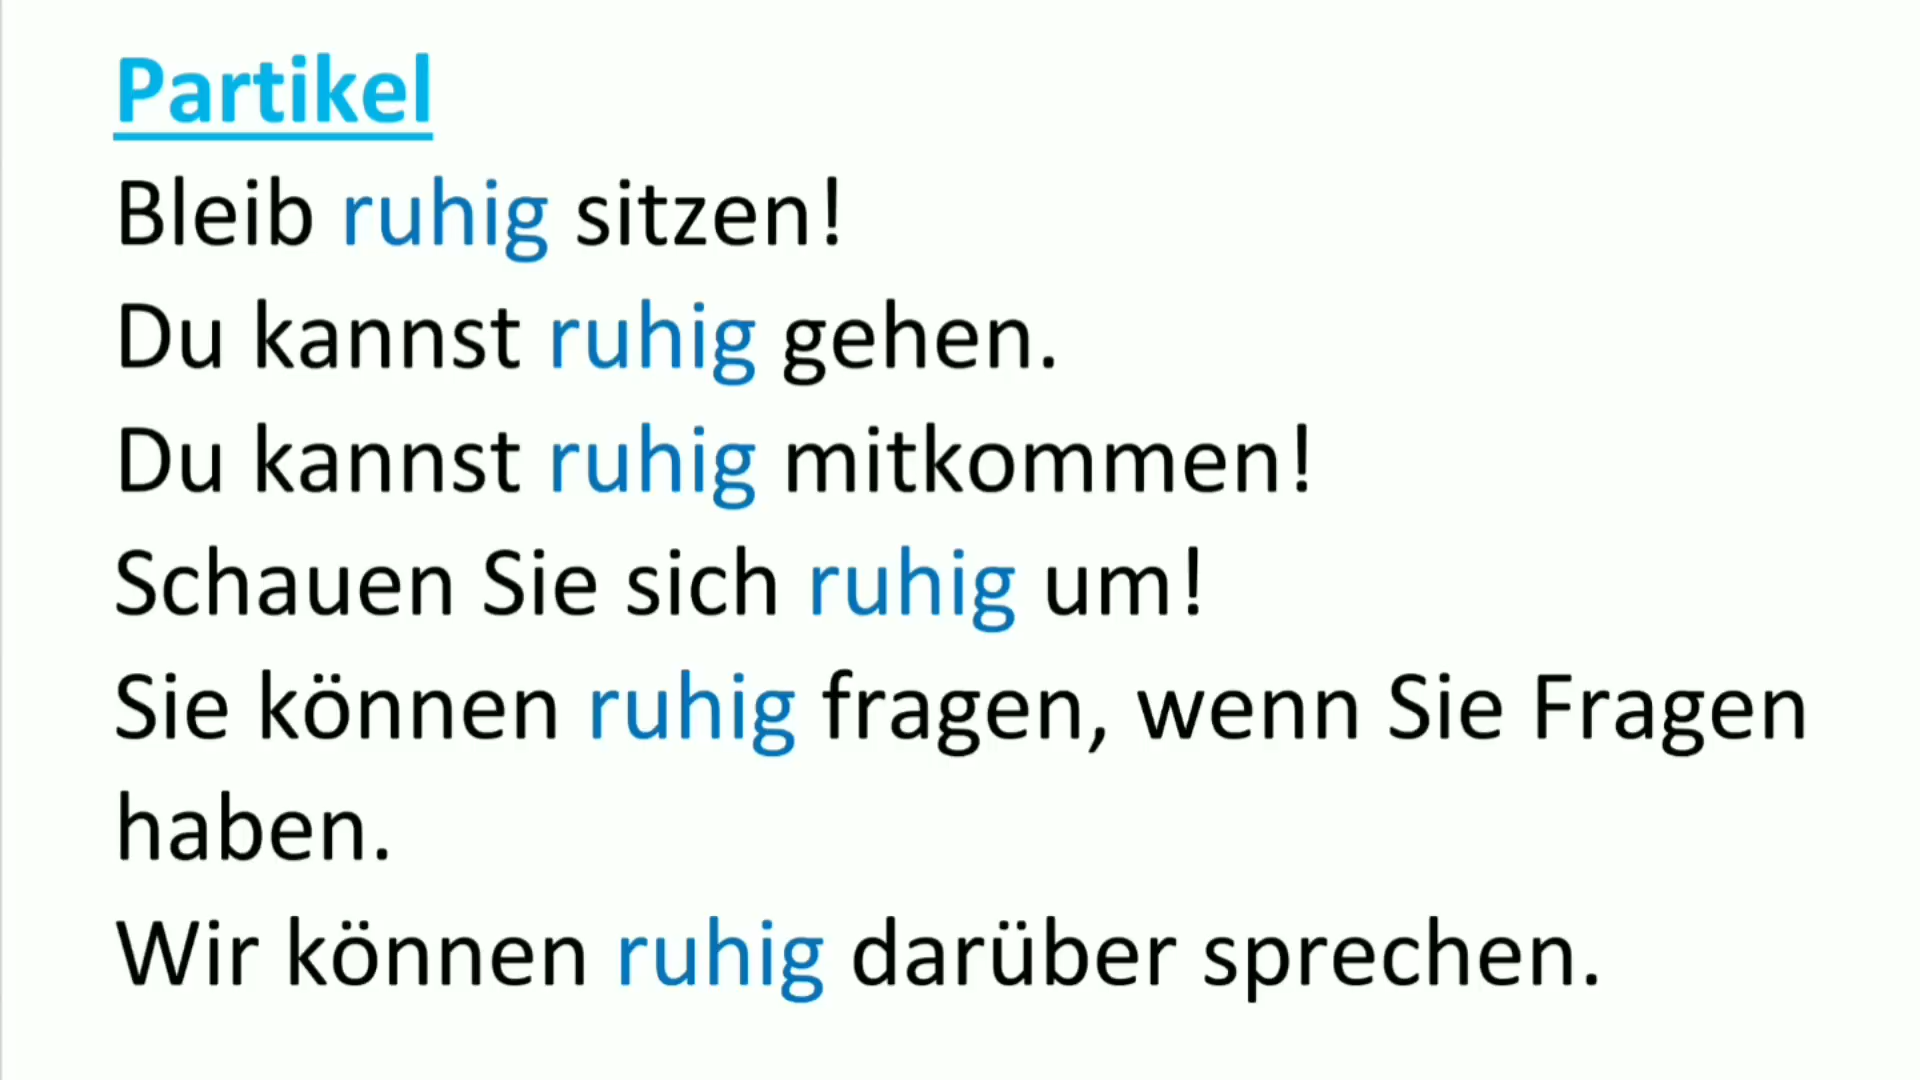 Partikel
Bleib ruhig sitzen!
Du kannst ruhig gehen.
Du kannst ruhig mitkommen!
Schauen Sie sich ruhig um!
Sie können ruhig fragen, wenn Sie Fragen
haben.
Wir können ruhig darüber sprechen.